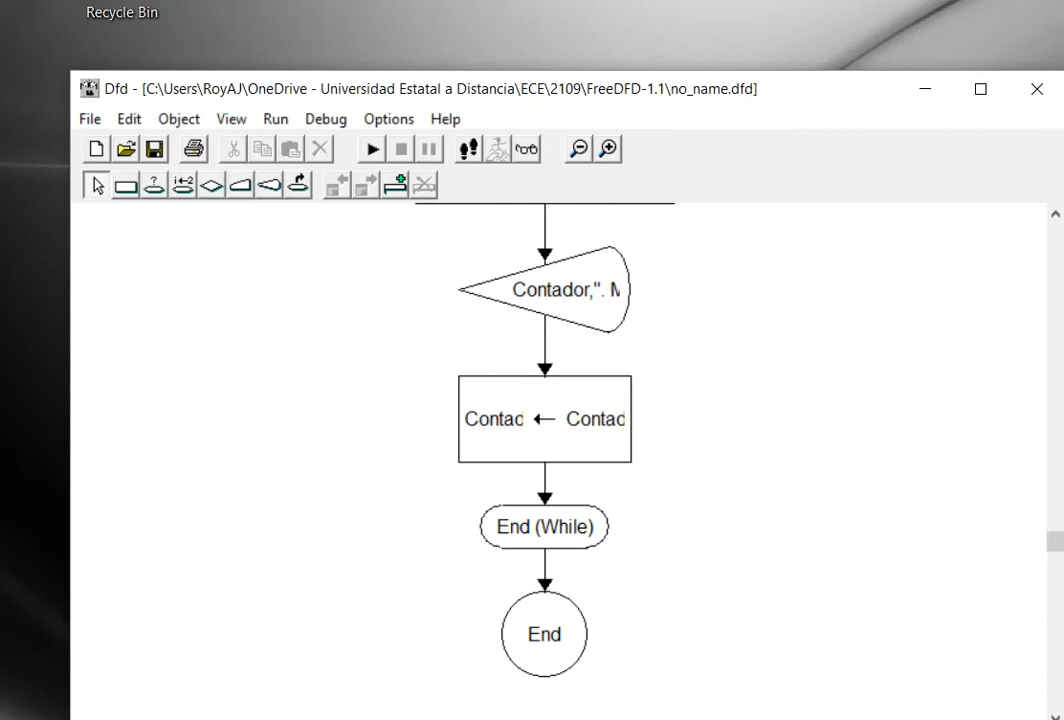 Recycle Bin
Dfd - [C:\Users\RoyAJ\OneDrive - Universidad Estatal a Distancia\ECE\2109\FreeDFD-1.1\no_name.dfd]
File Edit Object View Run Debug Options Help
Contador,". M
Contad ← Contad
End (While)
End